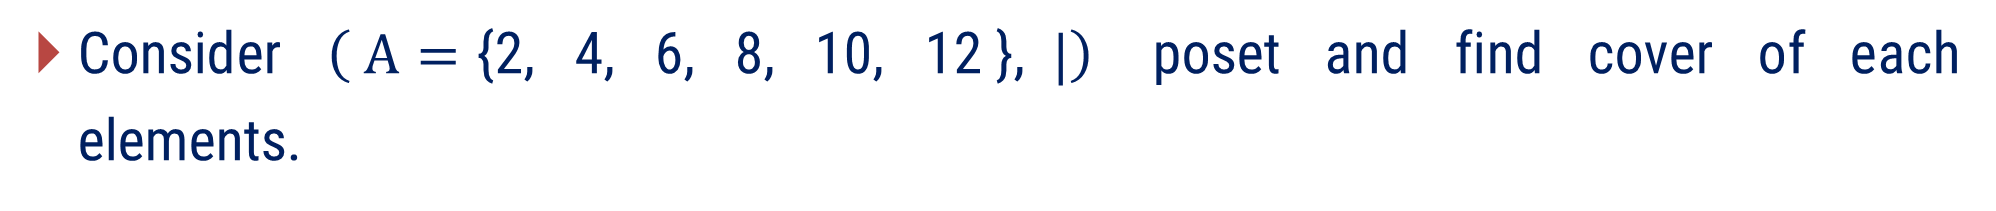 Consider ( A = {2, 4, 6, 8, 10, 12 }, |) poset and find cover of each
elements.